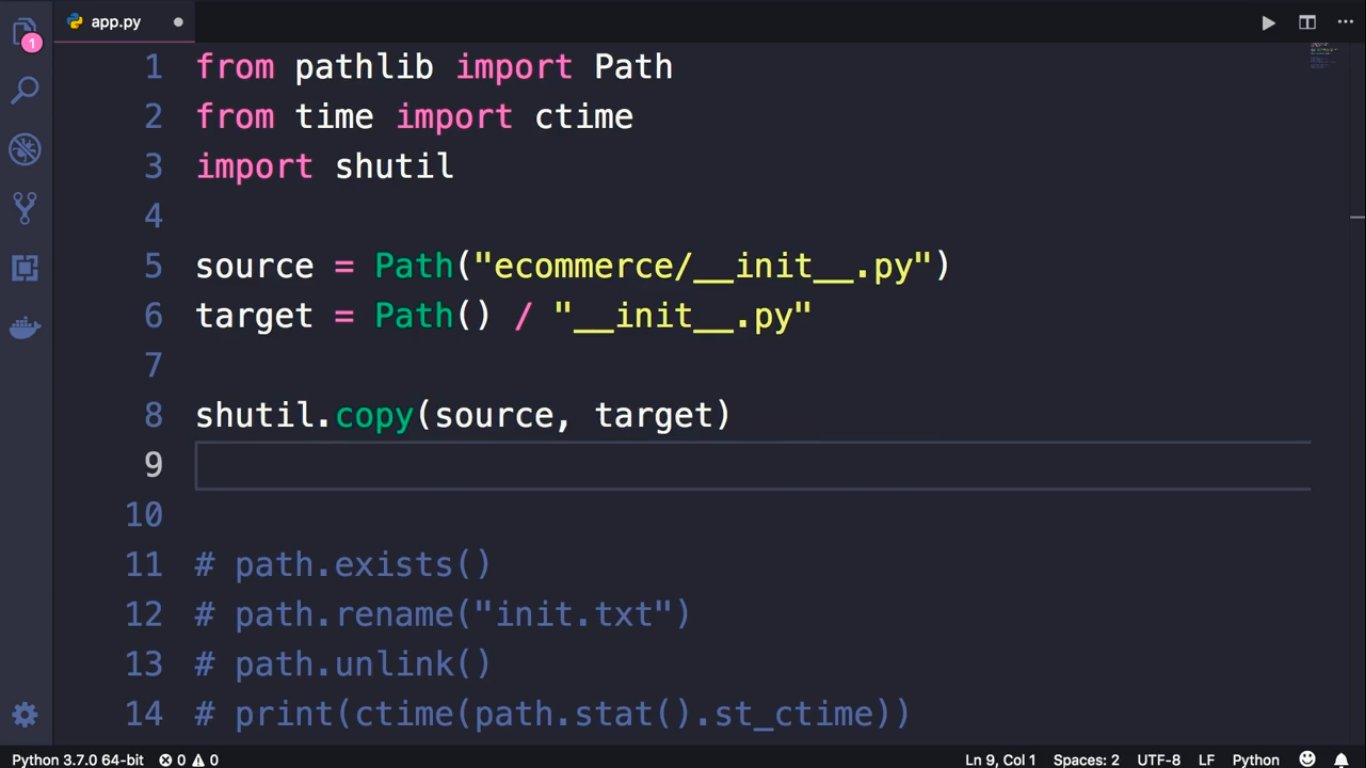 app.py
1
1 from pathlib import Path
2 from time import ctime
3 import shutil
4
5 source = Path("ecommerce/__init__.py")
6 target = Path() / "__init__.py"
7
8 shutil.copy(source, target)
9
10
11 # path.exists()
12 # path.rename("init.txt")
13 # path.unlink()
14 # print(ctime(path.stat().st_ctime))
Python 3.7.0 64-bit 0 0 Ln 9, Col 1 Spaces: 2 UTF-8 LF Python